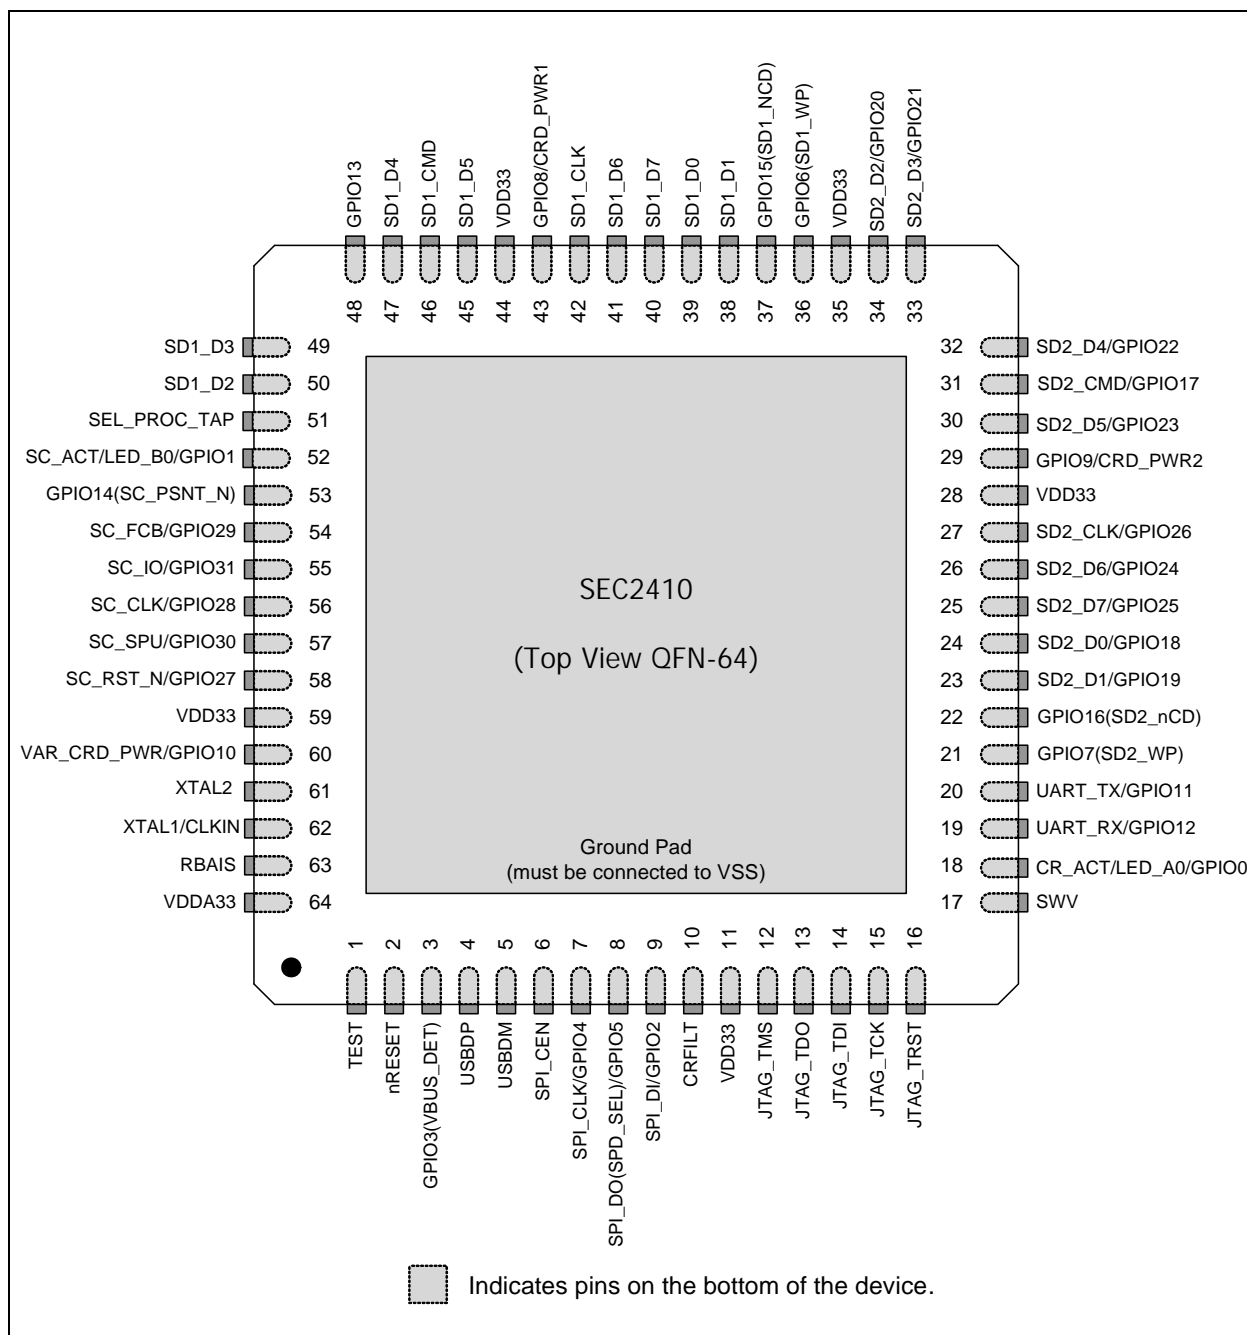 GPIO13
SD1_D4
SD1_CMD
SD1_D5
VDD33
GPIO8/CRD_PWR1
SD1_CLK
SD1_D6
SD1_D7
SD1_D0
SD1_D1
GPIO15(SD1_NCD)
GPIO6(SD1_WP)
VDD33
SD2_D2/GPIO20
SD2_D3/GPIO21
48
47
46
45
44
43
42
41
40
39
38
37
36
35
34
33
SD1_D3 49
SD1_D2 50
SEL_PROC_TAP 51
SC_ACT/LED_B0/GPIO1 52
GPIO14(SC_PSNT_N) 53
SC_FCB/GPIO29 54
SC_IO/GPIO31 55
SC_CLK/GPIO28 56
SC_SPU/GPIO30 57
SC_RST_N/GPIO27 58
VDD33 59
VAR_CRD_PWR/GPIO10 60
XTAL2 61
XTAL1/CLKIN 62
RBAIS 63
VDDA33 64
SEC2410
(Top View QFN-64)
Ground Pad
(must be connected to VSS)
32 SD2_D4/GPIO22
31 SD2_CMD/GPIO17
30 SD2_D5/GPIO23
29 GPIO9/CRD_PWR2
28 VDD33
27 SD2_CLK/GPIO26
26 SD2_D6/GPIO24
25 SD2_D7/GPIO25
24 SD2_D0/GPIO18
23 SD2_D1/GPIO19
22 GPIO16(SD2_nCD)
21 GPIO7(SD2_WP)
20 UART_TX/GPIO11
19 UART_RX/GPIO12
18 CR_ACT/LED_A0/GPIO0
17 SWV
1
2
3
4
5
6
7
8
9
10
11
12
13
14
15
16
TEST
nRESET
GPIO3(VBUS_DET)
USBDP
USBDM
SPI_CEN
SPI_CLK/GPIO4
SPI_DO(SPD_SEL)/GPIO5
SPI_DI/GPIO2
CRFILT
VDD33
JTAG_TMS
JTAG_TDO
JTAG_TDI
JTAG_TCK
JTAG_TRST
Indicates pins on the bottom of the device.